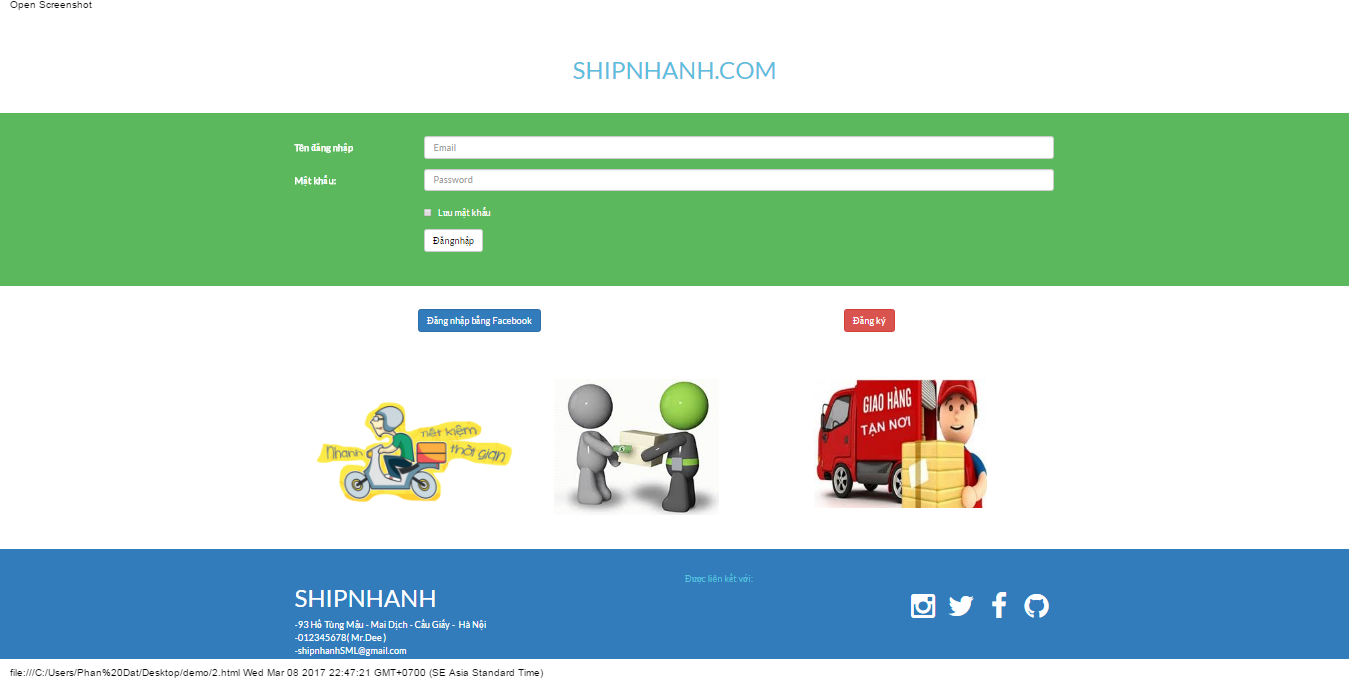 Open Screenshot
SHIPNHANH.COM
Tên đăng nhập
Email
Mật khẩu:
Password
Lưu mật khẩu
Đăngnhập
Đăng nhập bằng Facebook
Đăng ký
Nhanh
tiết kiệm
thời gian
GIAO HÀNG
TẬN NƠI
SHIPNHANH
-93 Hồ Tùng Mậu - Mai Dịch - Cầu Giấy - Hà Nội
-012345678( Mr.Dee )
-shipnhanhSML@gmail.com
Được liên kết với:
file:///C:/Users/Phan%20Dat/Desktop/demo/2.html Wed Mar 08 2017 22:47:21 GMT+0700 (SE Asia Standard Time)